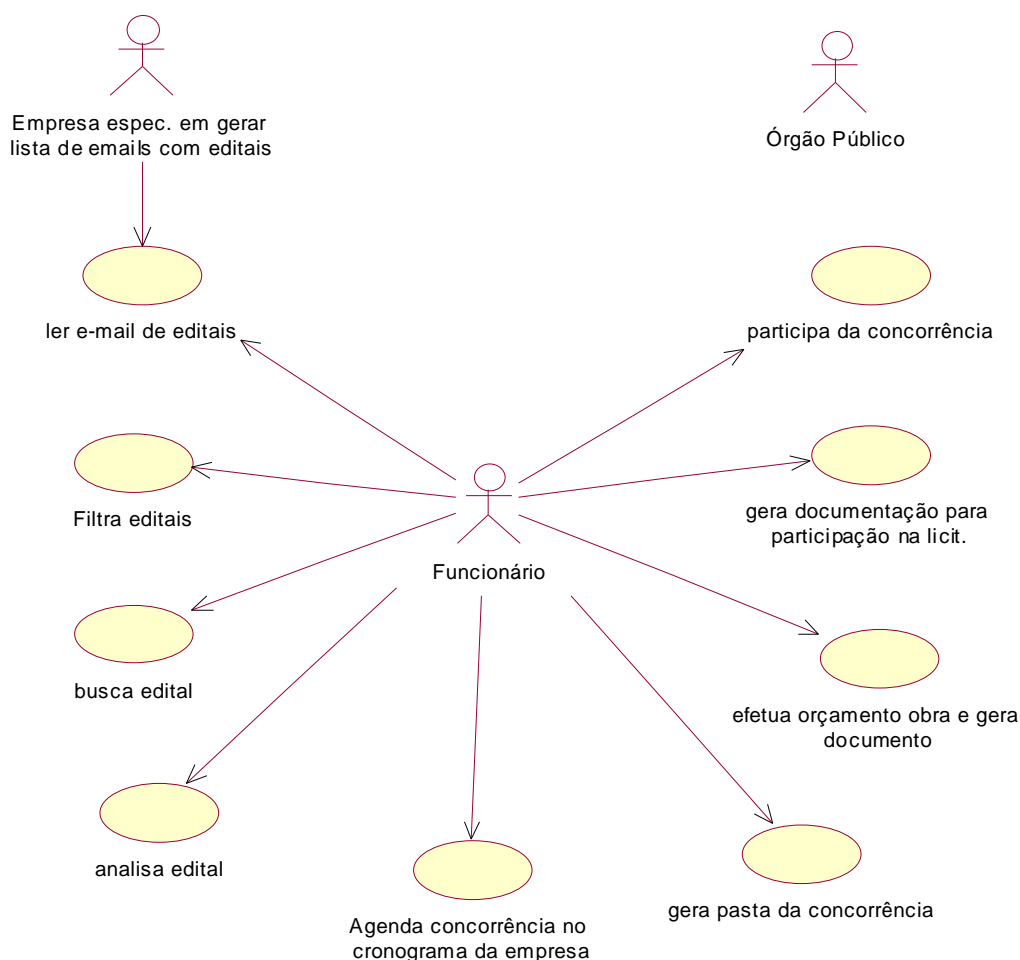 Empresa espec. em gerar
lista de emails com editais
Órgão Público
ler e-mail de editais
participa da concorrência
Filtra editais
gera documentação para
participação na licit.
Funcionário
busca edital
efetua orçamento obra e gera
documento
analisa edital
gera pasta da concorrência
Agenda concorrência no
cronograma da empresa